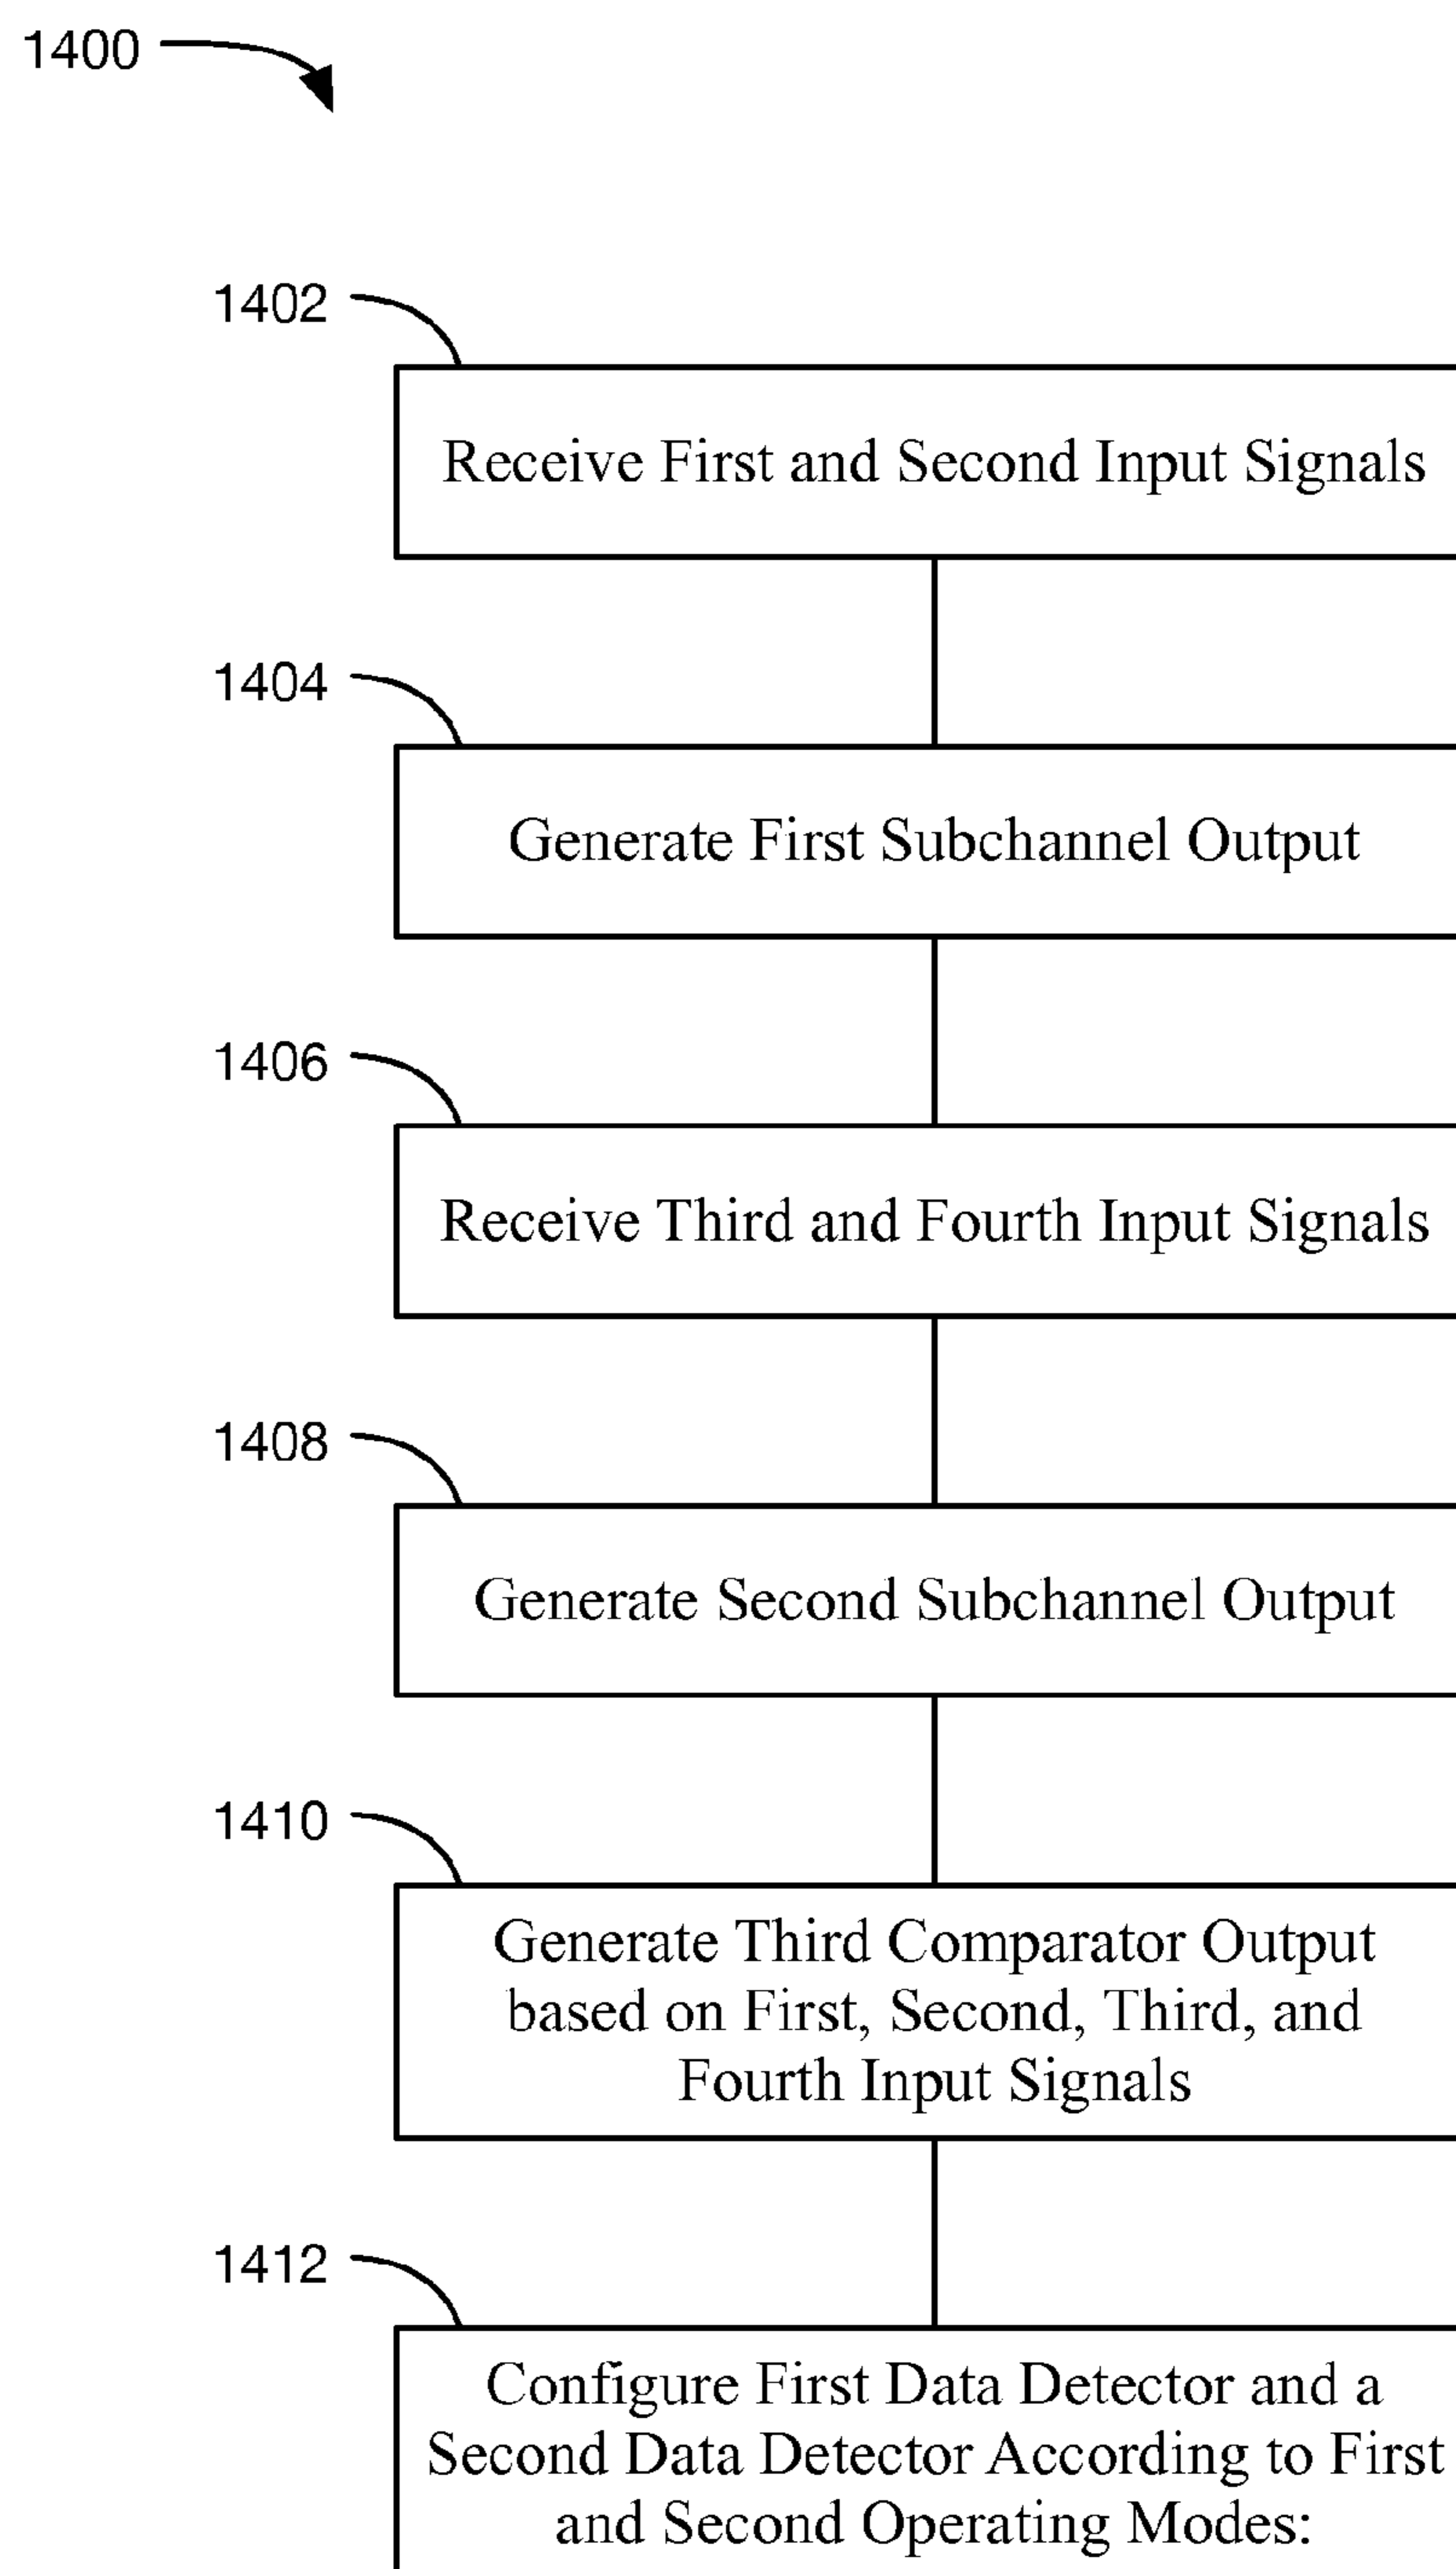 1400
1402
Receive First and Second Input Signals
1404
Generate First Subchannel Output
1406
Receive Third and Fourth Input Signals
1408
Generate Second Subchannel Output
1410
Generate Third Comparator Output
based on First, Second, Third, and
Fourth Input Signals
1412
Configure First Data Detector and a
Second Data Detector According to First
and Second Operating Modes: